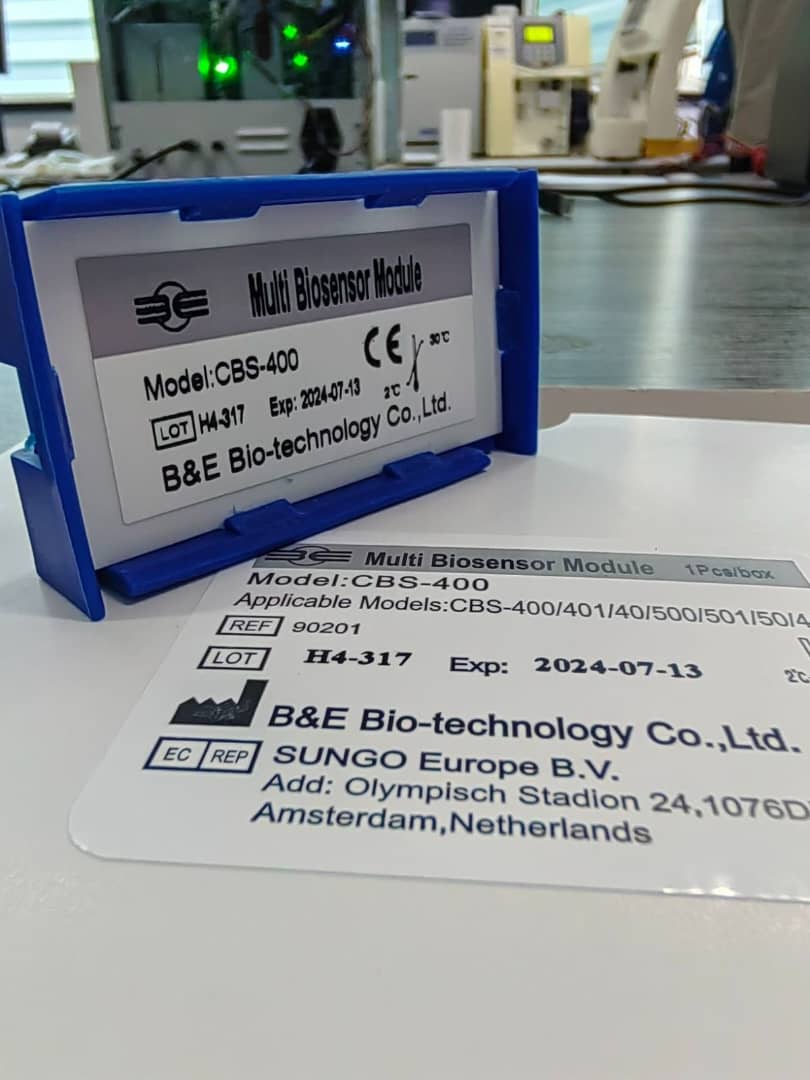 Multi Biosensor Module
Model:CBS-400
CE
30℃
LOT H4-317 Exp: 2024-07-13 2℃
B&E Bio-technology Co.,Ltd.
Multi Biosensor Module 1Pcs/box
Model:CBS-400
Applicable Models:CBS-400/401/40/500/501/50/4
REF 90201
LOT H4-317 Exp: 2024-07-13
2℃
B&E Bio-technology Co.,Ltd.
EC REP SUNGO Europe B.V.
Add: Olympisch Stadion 24,1076D
Amsterdam,Netherlands